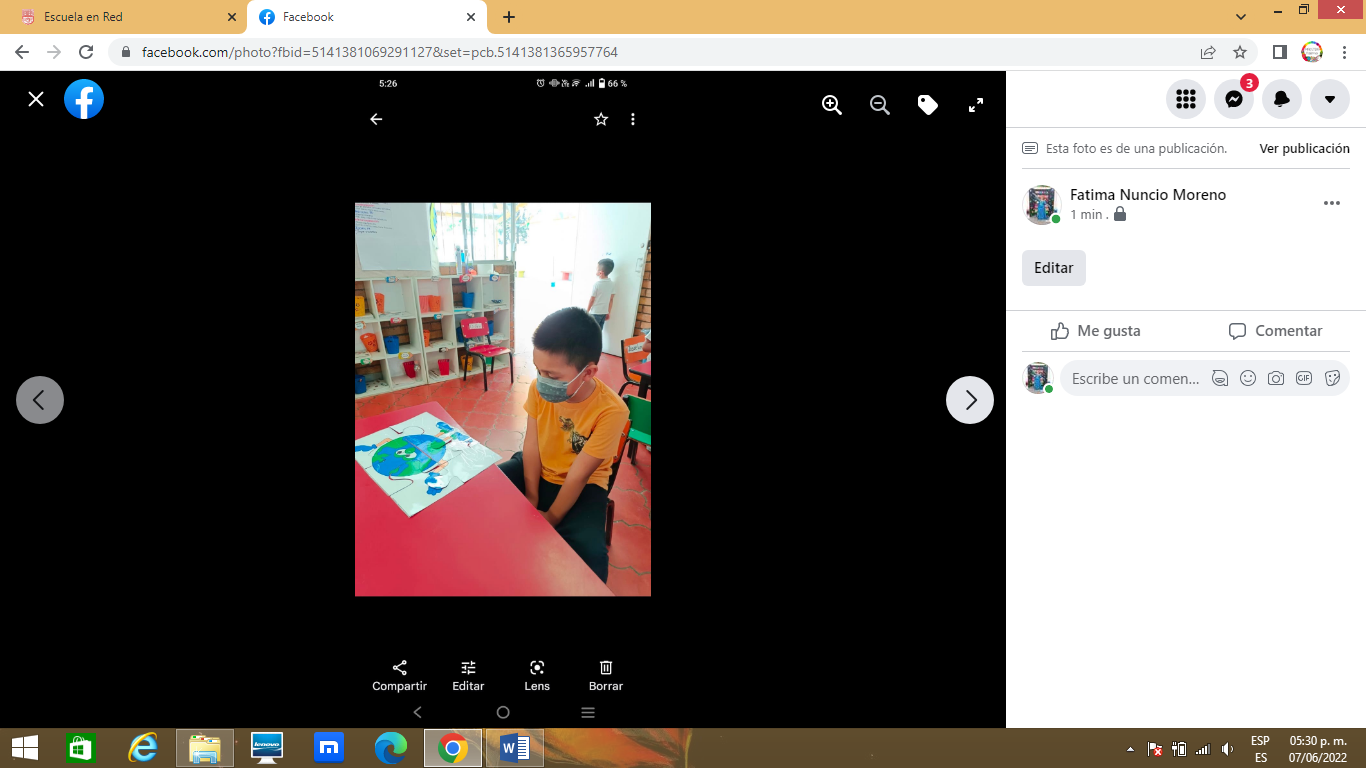 Escuela en Red
Facebook
facebook.com/photo?fbid=5141381069291127&set=pcb.5141381365957764
5:26
66 %
3
Esta foto es de una publicación.
Ver publicación
Fatima Nuncio Moreno
1 min .
Editar
Me gusta
Comentar
Escribe un comen...
GIF
Compartir
Editar
Lens
Borrar
lenovo
ESP
05:30 p. m.
ES
07/06/2022